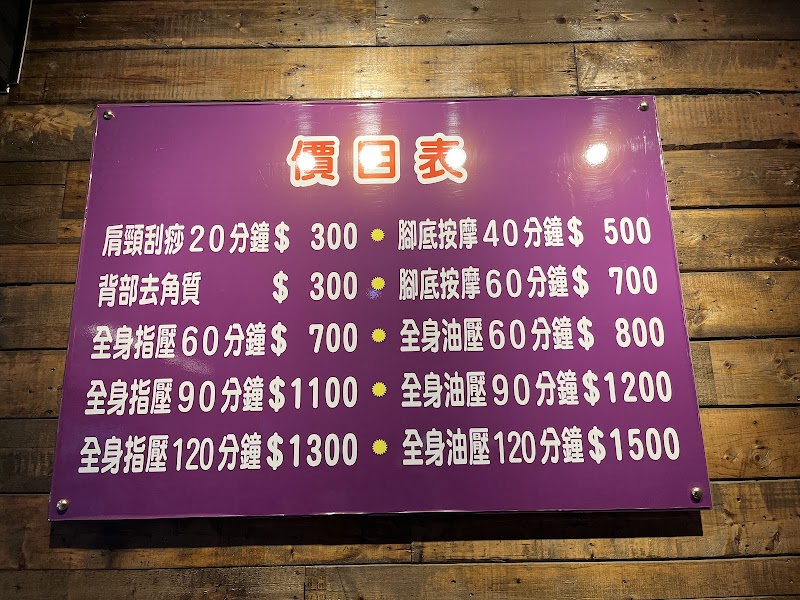 價目表
肩頸刮痧20分鐘$ 300 腳底按摩40分鐘$ 500
背部去角質 $ 300 腳底按摩60分鐘$ 700
全身指壓60分鐘$ 700 全身油壓60分鐘$ 800
全身指壓90分鐘$1100 全身油壓90分鐘$1200
全身指壓120分鐘$1300 全身油壓120分鐘$1500